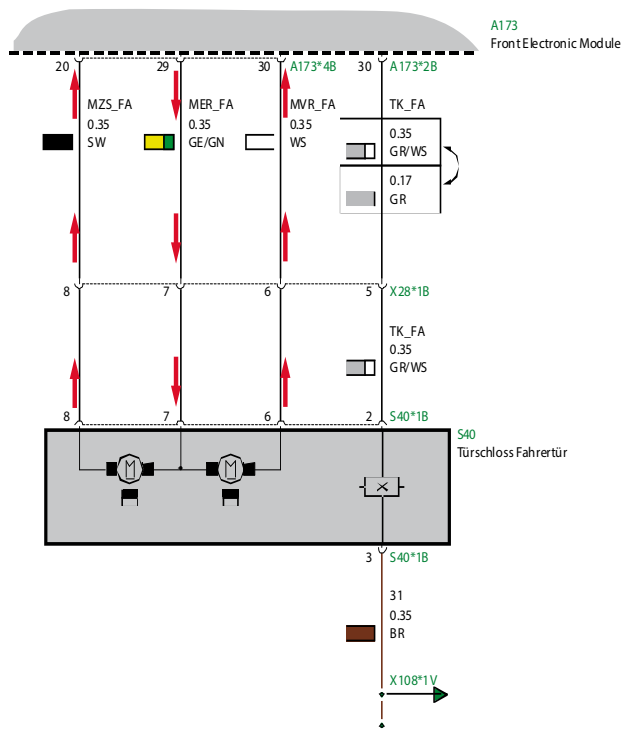 A173
Front Electronic Module
20 29 30 A173*4B 30 A173*2B
MZS_FA MER_FA MVR_FA TK_FA
0.35 0.35 0.35 0.35
SW GE/GN WS GR/WS
0.17
GR
8 7 6 5 X28*1B
TK_FA
0.35
GR/WS
8 7 6 2 S40*1B
S40
Türschloss Fahrertür
M M
3 S40*1B
31
0.35
BR
X108*1V